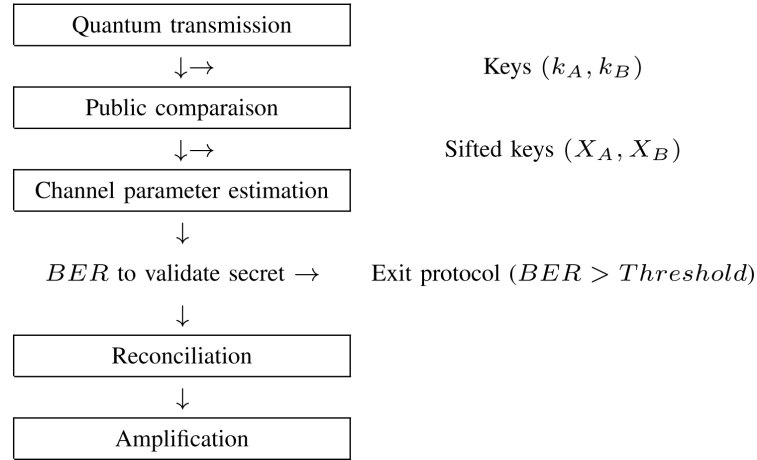 Quantum transmission
↓→ Keys (k_A, k_B)
Public comparaison
↓→ Sifted keys (X_A, X_B)
Channel parameter estimation
↓
BER to validate secret → Exit protocol (BER > Threshold)
↓
Reconciliation
↓
Amplification